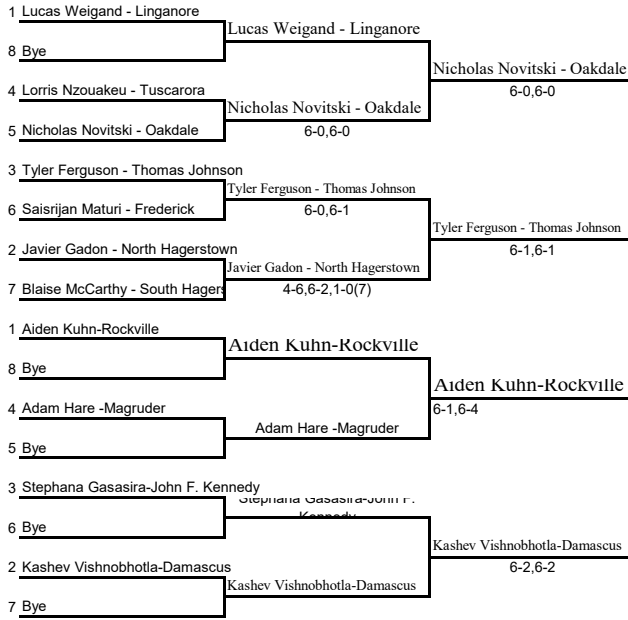 1 Lucas Weigand - Linganore
Lucas Weigand - Linganore
8 Bye
Nicholas Novitski - Oakdale
6-0,6-0
4 Lorris Nzouakeu - Tuscarora
Nicholas Novitski - Oakdale
5 Nicholas Novitski - Oakdale
6-0,6-0
3 Tyler Ferguson - Thomas Johnson
Tyler Ferguson - Thomas Johnson
6 Saisrijan Maturi - Frederick
6-0,6-1
Tyler Ferguson - Thomas Johnson
6-1,6-1
2 Javier Gadon - North Hagerstown
Javier Gadon - North Hagerstown
7 Blaise McCarthy - South Hagers
4-6,6-2,1-0(7)
1 Aiden Kuhn-Rockville
Aiden Kuhn-Rockville
8 Bye
Aiden Kuhn-Rockville
6-1,6-4
4 Adam Hare -Magruder
Adam Hare -Magruder
5 Bye
3 Stephana Gasasira-John F. Kennedy
Stephana Gasasira-John F.
Kennedy
6 Bye
Kashev Vishnobhotla-Damascus
6-2,6-2
2 Kashev Vishnobhotla-Damascus
Kashev Vishnobhotla-Damascus
7 Bye